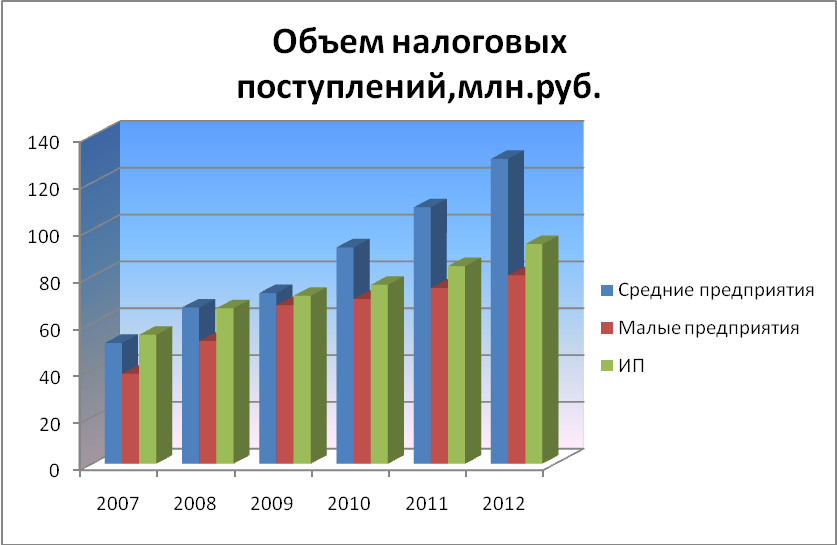 Объем налоговых
поступлений,млн.руб.
140
120
100
80
60
40
20
0
2007 2008 2009 2010 2011 2012
Средние предприятия
Малые предприятия
ИП